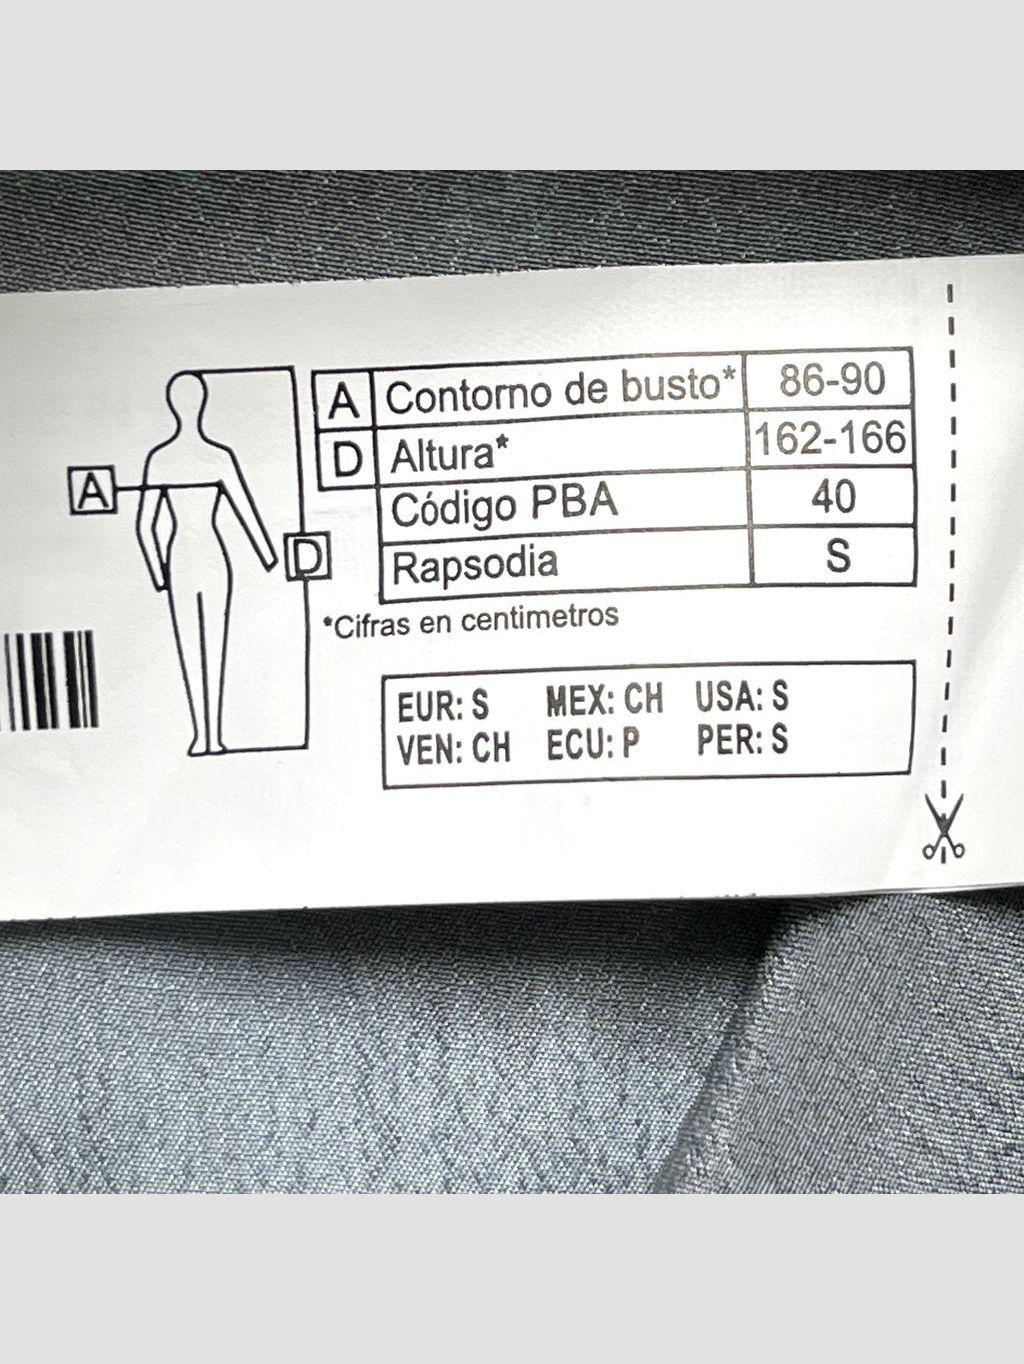 A Contorno de busto* 86-90
D Altura* 162-166
Código PBA 40
Rapsodia S
A
D
*Cifras en centimetros
EUR: S MEX: CH USA: S
VEN: CH ECU: P PER: S